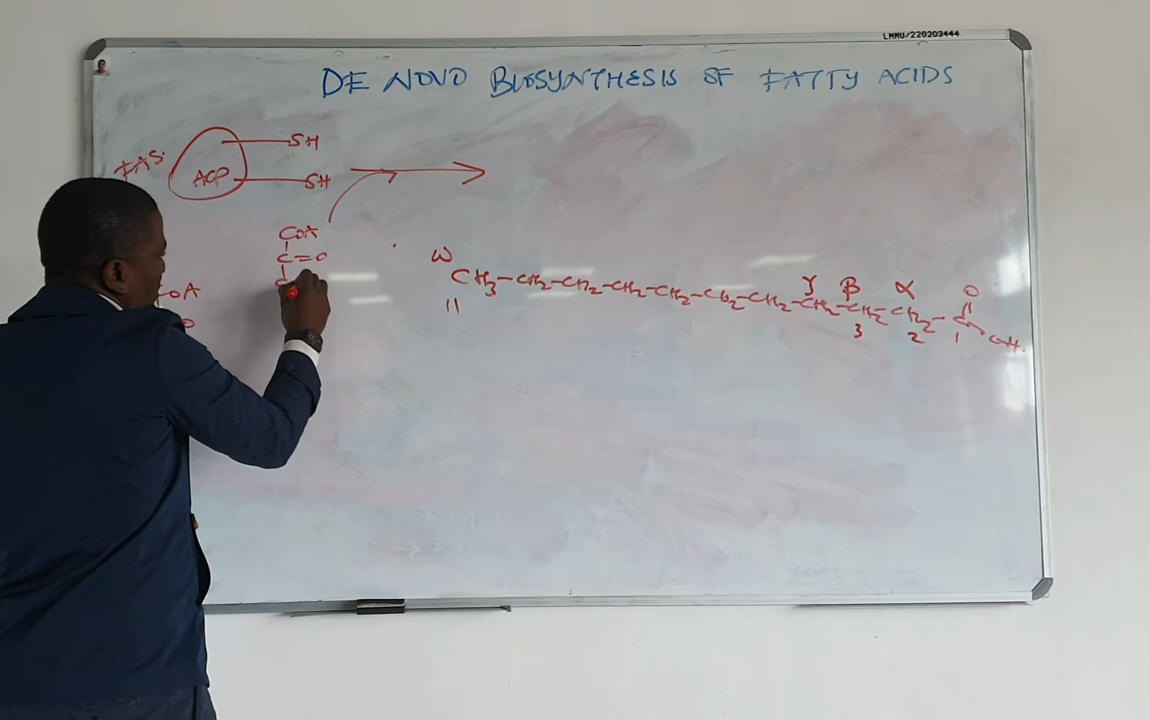 LMMU/220203444
DE NOVO BIOSYNTHESIS OF FATTY ACIDS
FAS
SH
ACP
SH
CoA
C=O
C
CoA
O
ω
CH3-CH2-CH2-CH2-CH2-CH2-CH2-CH2-CH2-CH2-C
γ β α O
OH
11 3 2 1